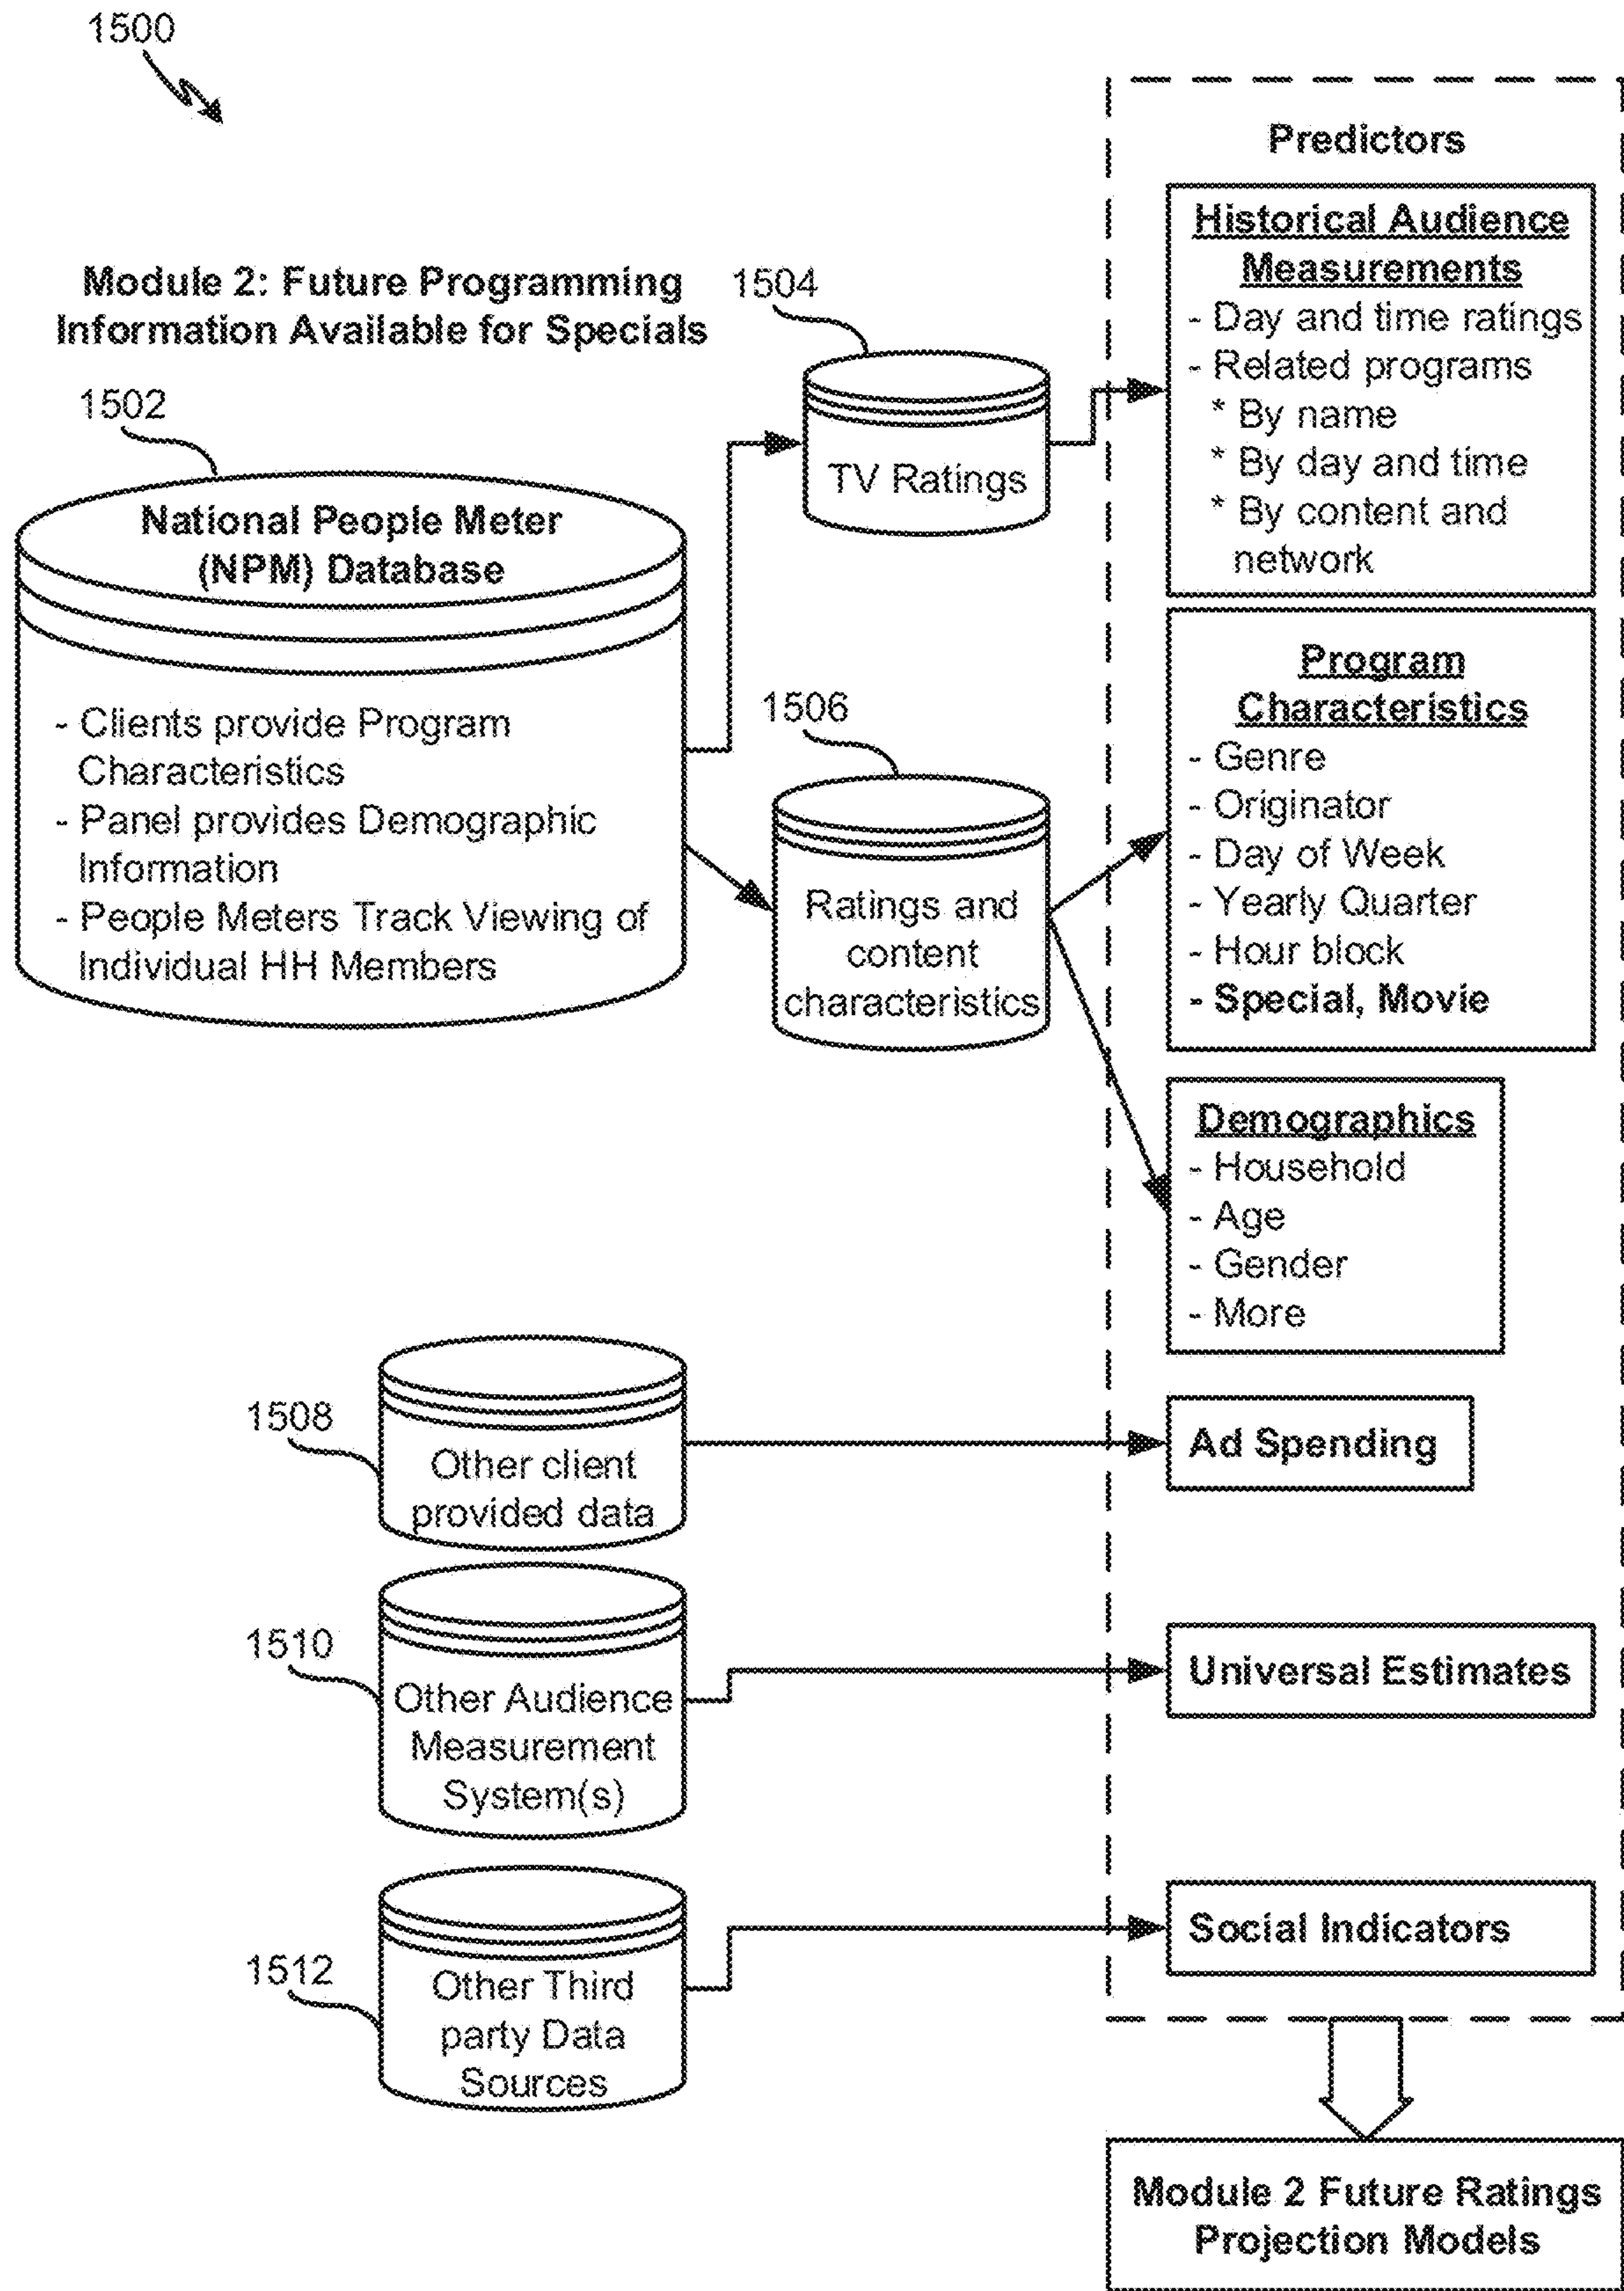 1500
Module 2: Future Programming
Information Available for Specials
1502
National People Meter
(NPM) Database
- Clients provide Program
Characteristics
- Panel provides Demographic
Information
- People Meters Track Viewing of
Individual HH Members
1504
TV Ratings
1506
Ratings and
content
characteristics
1508
Other client
provided data
1510
Other Audience
Measurement
System(s)
1512
Other Third
party Data
Sources
Predictors
Historical Audience
Measurements
- Day and time ratings
- Related programs
* By name
* By day and time
* By content and
network
Program
Characteristics
- Genre
- Originator
- Day of Week
- Yearly Quarter
- Hour block
- Special, Movie
Demographics
- Household
- Age
- Gender
- More
Ad Spending
Universal Estimates
Social Indicators
Module 2 Future Ratings
Projection Models